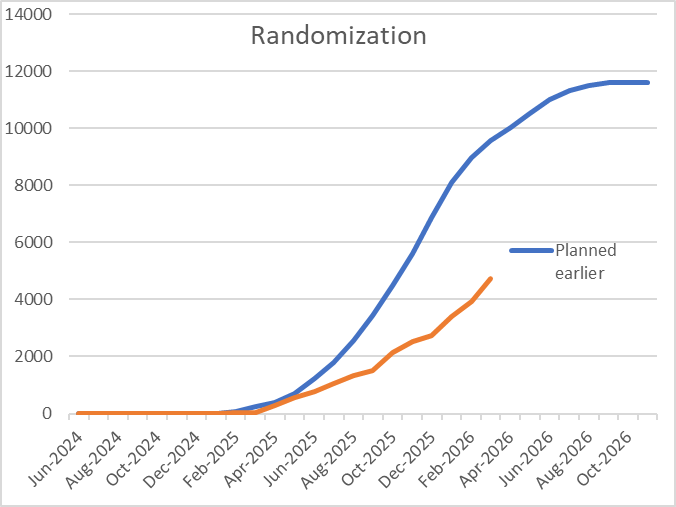 14000
Randomization
12000
10000
8000
6000
Planned
earlier
4000
2000
0
Jun-2024
Aug-2024
Oct-2024
Dec-2024
Feb-2025
Apr-2025
Jun-2025
Aug-2025
Oct-2025
Dec-2025
Feb-2026
Apr-2026
Jun-2026
Aug-2026
Oct-2026